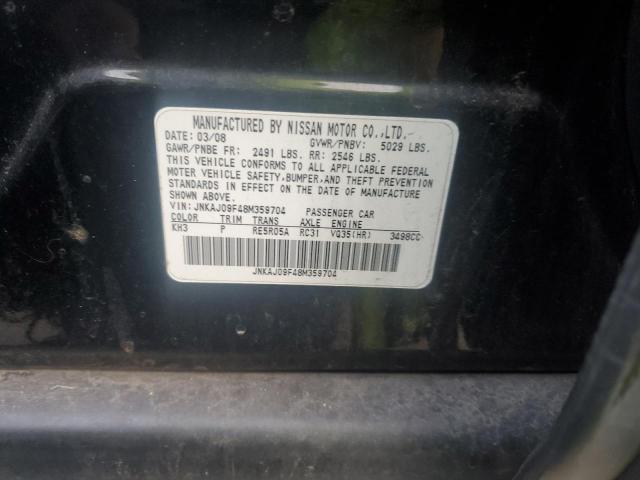 MANUFACTURED BY NISSAN MOTOR CO.,LTD.
DATE: 03/08 GVWR/PNBV: 5029 LBS.
GAWR/PNBE FR: 2491 LBS. RR: 2546 LBS.
THIS VEHICLE CONFORMS TO ALL APPLICABLE FEDERAL
MOTOR VEHICLE SAFETY, BUMPER, AND THEFT PREVENTION
STANDARDS IN EFFECT ON THE DATE OF MANUFACTURE
SHOWN ABOVE.
VIN: JNKAJ09F48M359704 PASSENGER CAR
COLOR TRIM TRANS AXLE ENGINE
KH3 P RE5R05A RC31 VQ35(HR) 3498CC
JNKAJ09F48M359704